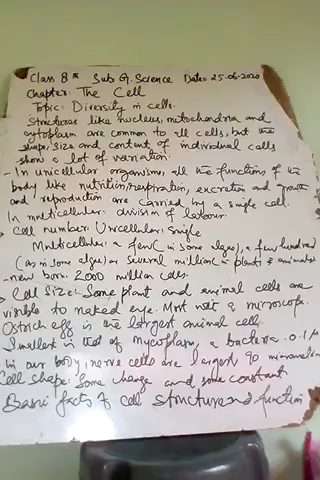 Class 8th Sub G. Science Date= 25-06-2020
Chapter: The Cell
Topic: Diversity in cells.
Structures like nucleus, mitochondria and
cytoplasm are common to all cells, but the
shape, size and content of individual cells
show a lot of variation.
- In unicellular organisms, all the functions of the
body like nutrition, respiration, excretion and growth
and reproduction are carried by a single cell.
In multicellular: division of labour.
Cell number: Unicellular: single
Multicellular: a few (in some algae), a few hundred
(as in some algae) or several million in plants & animals
- new born: 2000 million cells.
Cell Size: Some plant and animal cells are
visible to naked eye. Most need a microscope.
Ostrich egg is the largest animal cell.
Smallest is that of mycoplasm, a bacteria. 0.1 µ
In our body, nerve cells are largest 90
Cell shape: Some change and some constant
Basic facts of cell structure and function